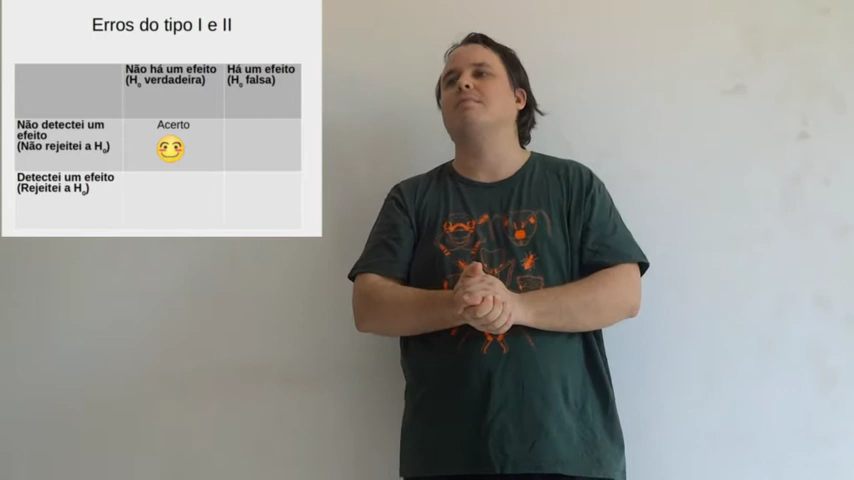 Erros do tipo I e II
Não há um efeito
(H0 verdadeira)
Há um efeito
(H0 falsa)
Não detectei um
efeito
(Não rejeitei a H0)
Acerto
Detectei um efeito
(Rejeitei a H0)